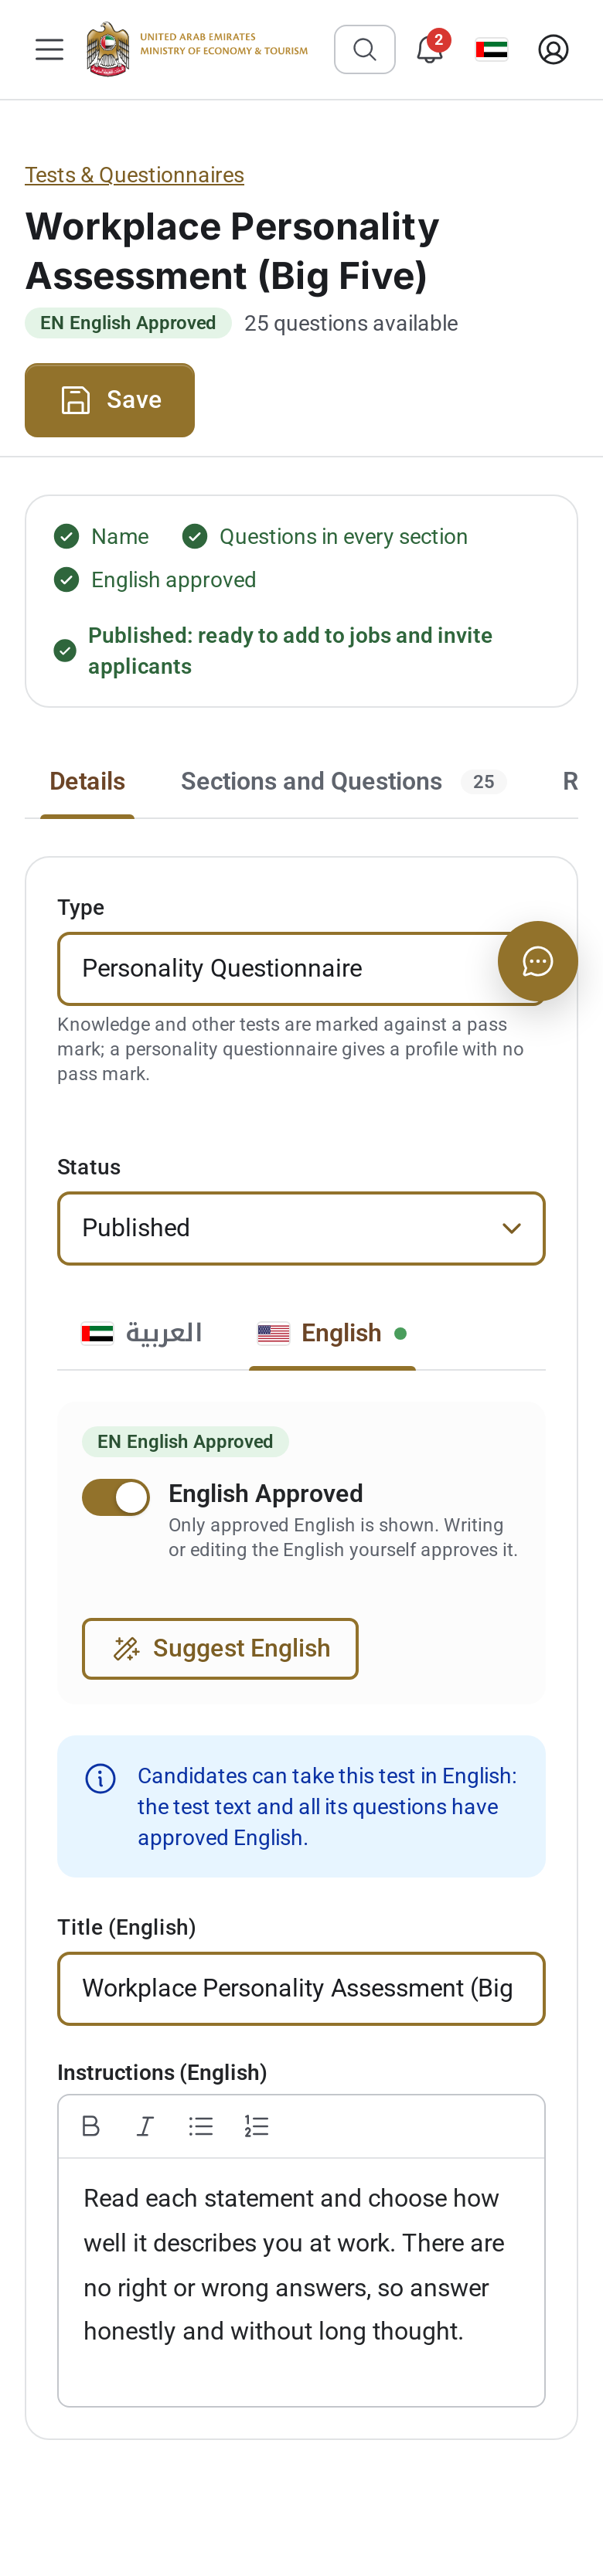 UNITED ARAB EMIRATES
MINISTRY OF ECONOMY & TOURISM
2
Tests & Questionnaires
Workplace Personality
Assessment (Big Five)
EN English Approved 25 questions available
Save
Name Questions in every section
English approved
Published: ready to add to jobs and invite
applicants
Details Sections and Questions 25 R
Type
Personality Questionnaire
Knowledge and other tests are marked against a pass
mark; a personality questionnaire gives a profile with no
pass mark.
Status
Published
العربية English
EN English Approved
English Approved
Only approved English is shown. Writing
or editing the English yourself approves it.
Suggest English
Candidates can take this test in English:
the test text and all its questions have
approved English.
Title (English)
Workplace Personality Assessment (Big
Instructions (English)
Read each statement and choose how
well it describes you at work. There are
no right or wrong answers, so answer
honestly and without long thought.